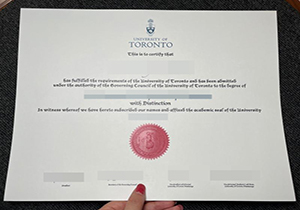 UNIVERSITY OF
TORONTO
This is to certify that
has fulfilled the requirements of the University of Toronto and has been admitted
under the authority of the Governing Council of the University of Toronto to the degree of
with Distinction
In witness whereof we have hereto subscribed our names and affixed the academic seal of the University